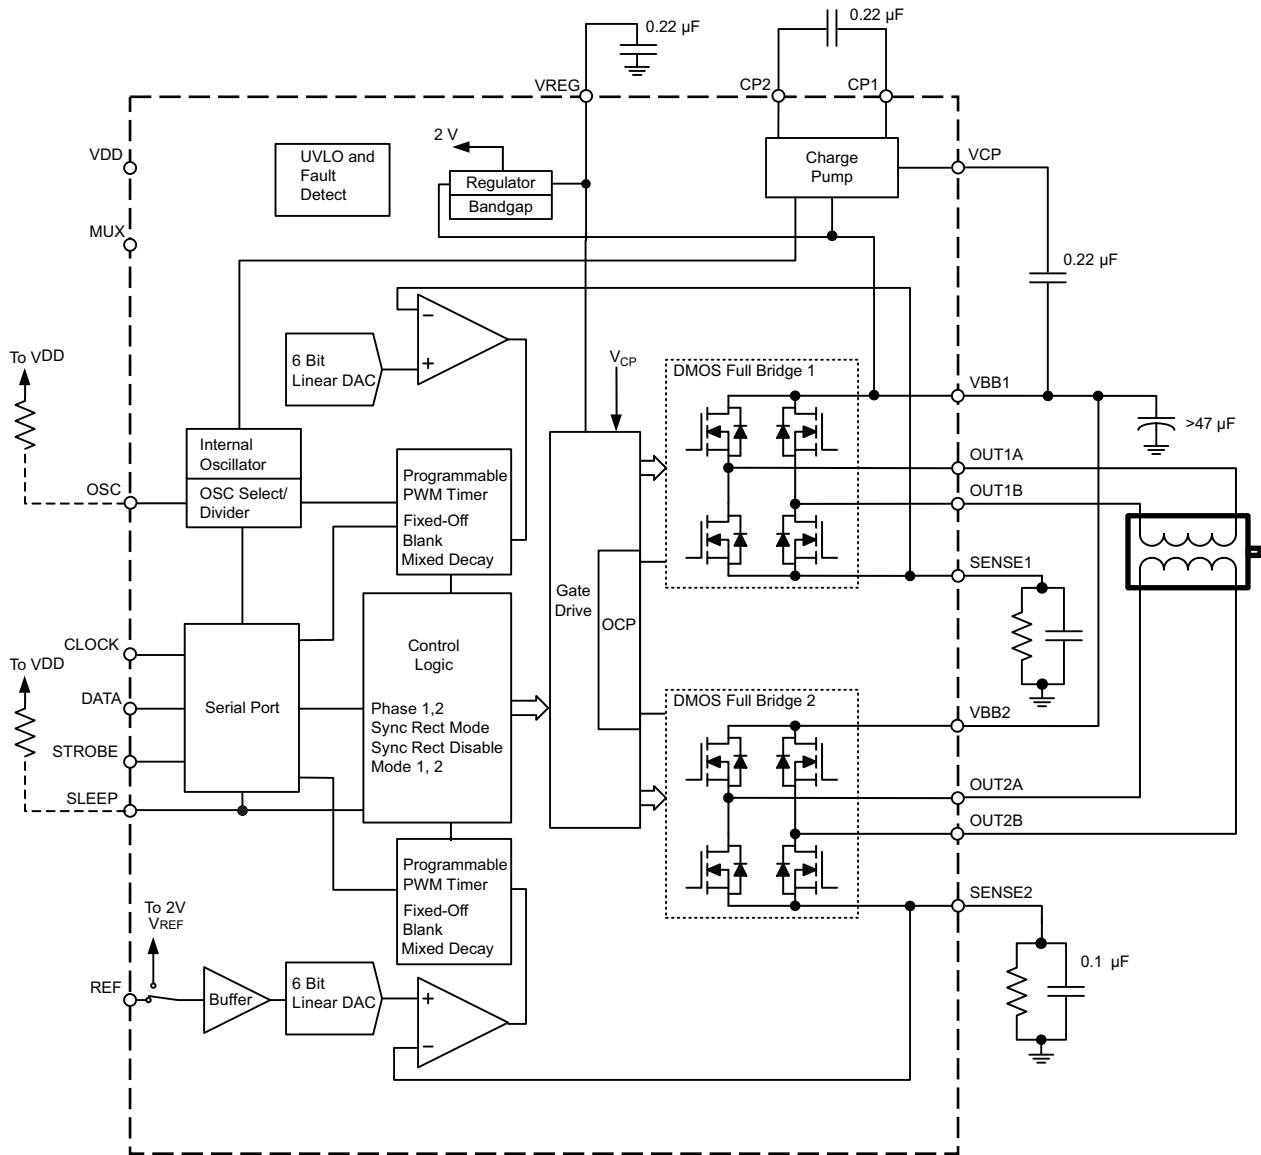 0.22 µF
0.22 µF
VREG
CP2
CP1
VDD
UVLO and
Fault
Detect
2 V
Regulator
Bandgap
Charge
Pump
VCP
MUX
0.22 µF
To VDD
6 Bit
Linear DAC
−
+
VCP
DMOS Full Bridge 1
VBB1
>47 µF
Internal
Oscillator
OSC Select/
Divider
OSC
Programmable
PWM Timer
Fixed-Off
Blank
Mixed Decay
OUT1A
OUT1B
SENSE1
Gate
Drive
OCP
CLOCK
To VDD
DATA
STROBE
SLEEP
Serial Port
Control
Logic
Phase 1,2
Sync Rect Mode
Sync Rect Disable
Mode 1, 2
DMOS Full Bridge 2
VBB2
OUT2A
OUT2B
Programmable
PWM Timer
Fixed-Off
Blank
Mixed Decay
SENSE2
To 2V
VREF
REF
Buffer
6 Bit
Linear DAC
+
−
0.1 µF